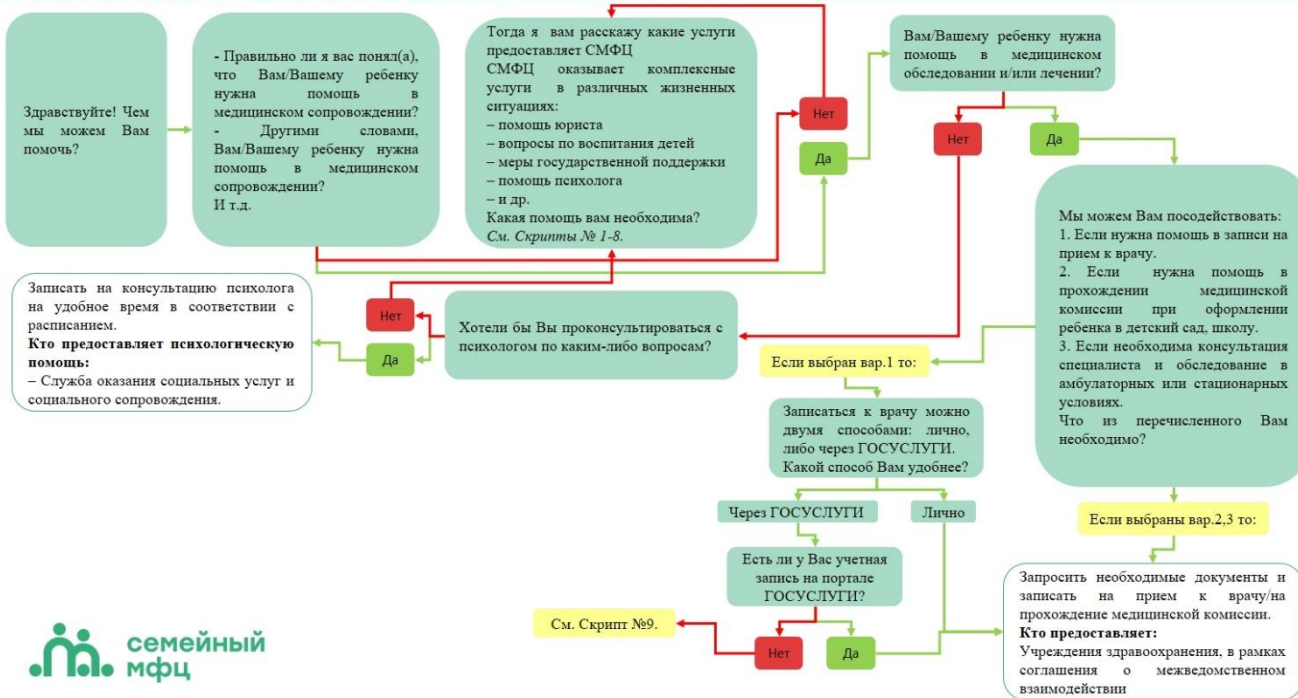 Здравствуйте! Чем
мы можем Вам
помочь?
- Правильно ли я вас понял(а),
что Вам/Вашему ребенку
нужна помощь в
медицинском сопровождении?
- Другими словами,
Вам/Вашему ребенку нужна
помощь в медицинском
сопровождении?
И т.д.
Тогда я вам расскажу какие услуги
предоставляет СМФЦ
СМФЦ оказывает комплексные
услуги в различных жизненных
ситуациях:
– помощь юриста
– вопросы по воспитания детей
– меры государственной поддержки
– помощь психолога
– и др.
Какая помощь вам необходима?
См. Скрипты № 1-8.
Нет
Да
Вам/Вашему ребенку нужна
помощь в медицинском
обследовании и/или лечении?
Нет
Да
Мы можем Вам посодействовать:
1. Если нужна помощь в записи на
прием к врачу.
2. Если нужна помощь в
прохождении медицинской
комиссии при оформлении
ребенка в детский сад, школу.
3. Если необходима консультация
специалиста и обследование в
амбулаторных или стационарных
условиях.
Что из перечисленного Вам
необходимо?
Записать на консультацию психолога
на удобное время в соответствии с
расписанием.
Кто предоставляет психологическую
помощь:
– Служба оказания социальных услуг и
социального сопровождения.
Нет
Да
Хотели бы Вы проконсультироваться с
психологом по каким-либо вопросам?
Если выбран вар.1 то:
Записаться к врачу можно
двумя способами: лично,
либо через ГОСУСЛУГИ.
Какой способ Вам удобнее?
Через ГОСУСЛУГИ
Лично
Если выбраны вар.2,3 то:
Есть ли у Вас учетная
запись на портале
ГОСУСЛУГИ?
См. Скрипт №9.
Нет
Да
Запросить необходимые документы и
записать на прием к врачу/на
прохождение медицинской комиссии.
Кто предоставляет:
Учреждения здравоохранения, в рамках
соглашения о межведомственном
взаимодействии
семейный
мфц